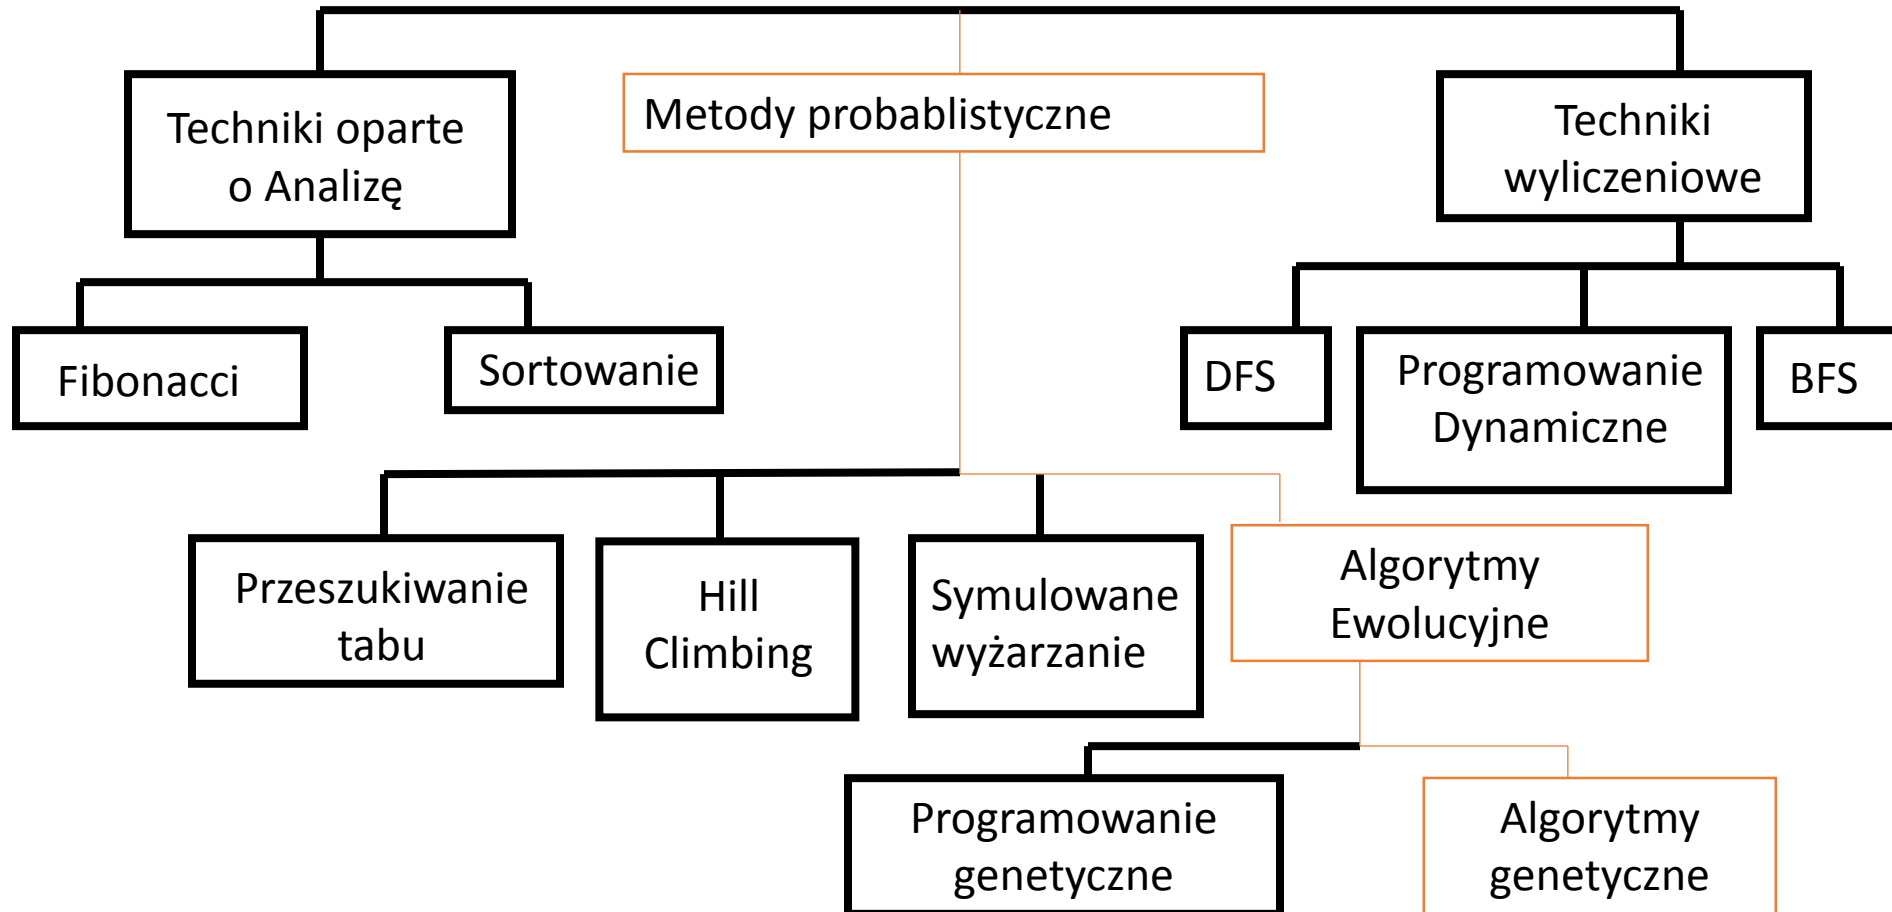 Techniki oparte
o Analizę
Metody probablistyczne
Techniki
wyliczeniowe
Fibonacci
Sortowanie
DFS
Programowanie
Dynamiczne
BFS
Przeszukiwanie
tabu
Hill
Climbing
Symulowane
wyżarzanie
Algorytmy
Ewolucyjne
Programowanie
genetyczne
Algorytmy
genetyczne